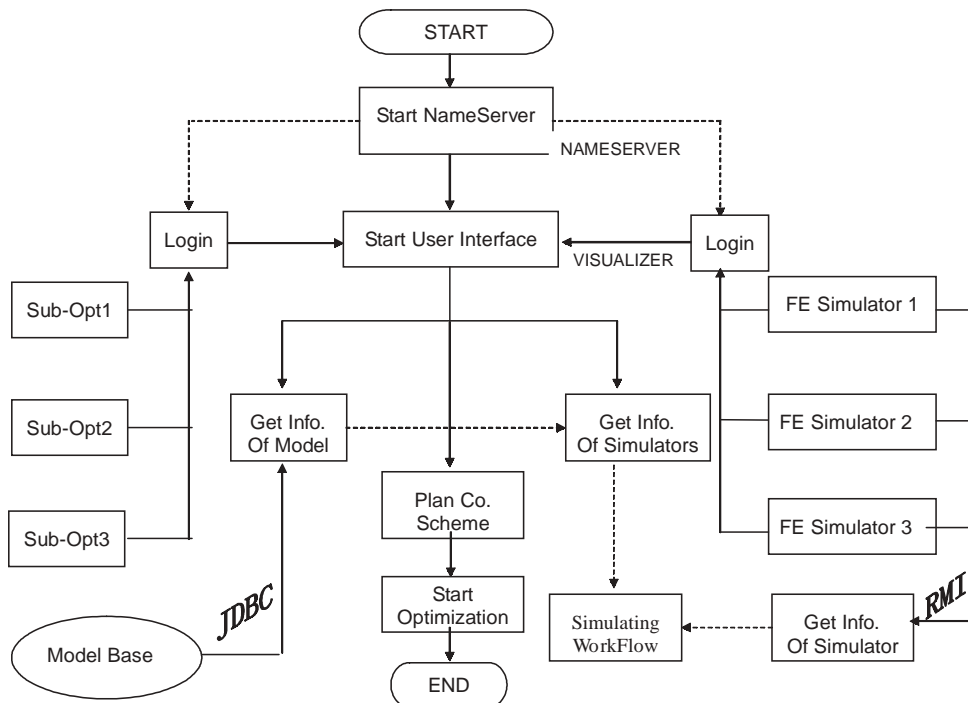 START
Start NameServer
NAMESERVER
Login
Start User Interface
VISUALIZER
Login
Sub-Opt1
FE Simulator 1
Sub-Opt2
Get Info.
Of Model
Get Info.
Of Simulators
FE Simulator 2
Plan Co.
Scheme
Sub-Opt3
FE Simulator 3
JDBC
Start
Optimization
Simulating
WorkFlow
Get Info.
Of Simulator
RMI
Model Base
END